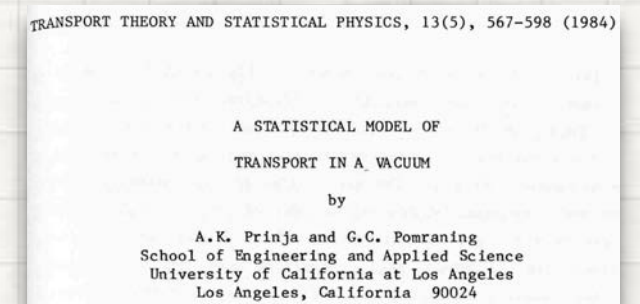 TRANSPORT THEORY AND STATISTICAL PHYSICS, 13(5), 567-598 (1984)
A STATISTICAL MODEL OF
TRANSPORT IN A VACUUM
by
A.K. Prinja and G.C. Pomraning
School of Engineering and Applied Science
University of California at Los Angeles
Los Angeles, California 90024